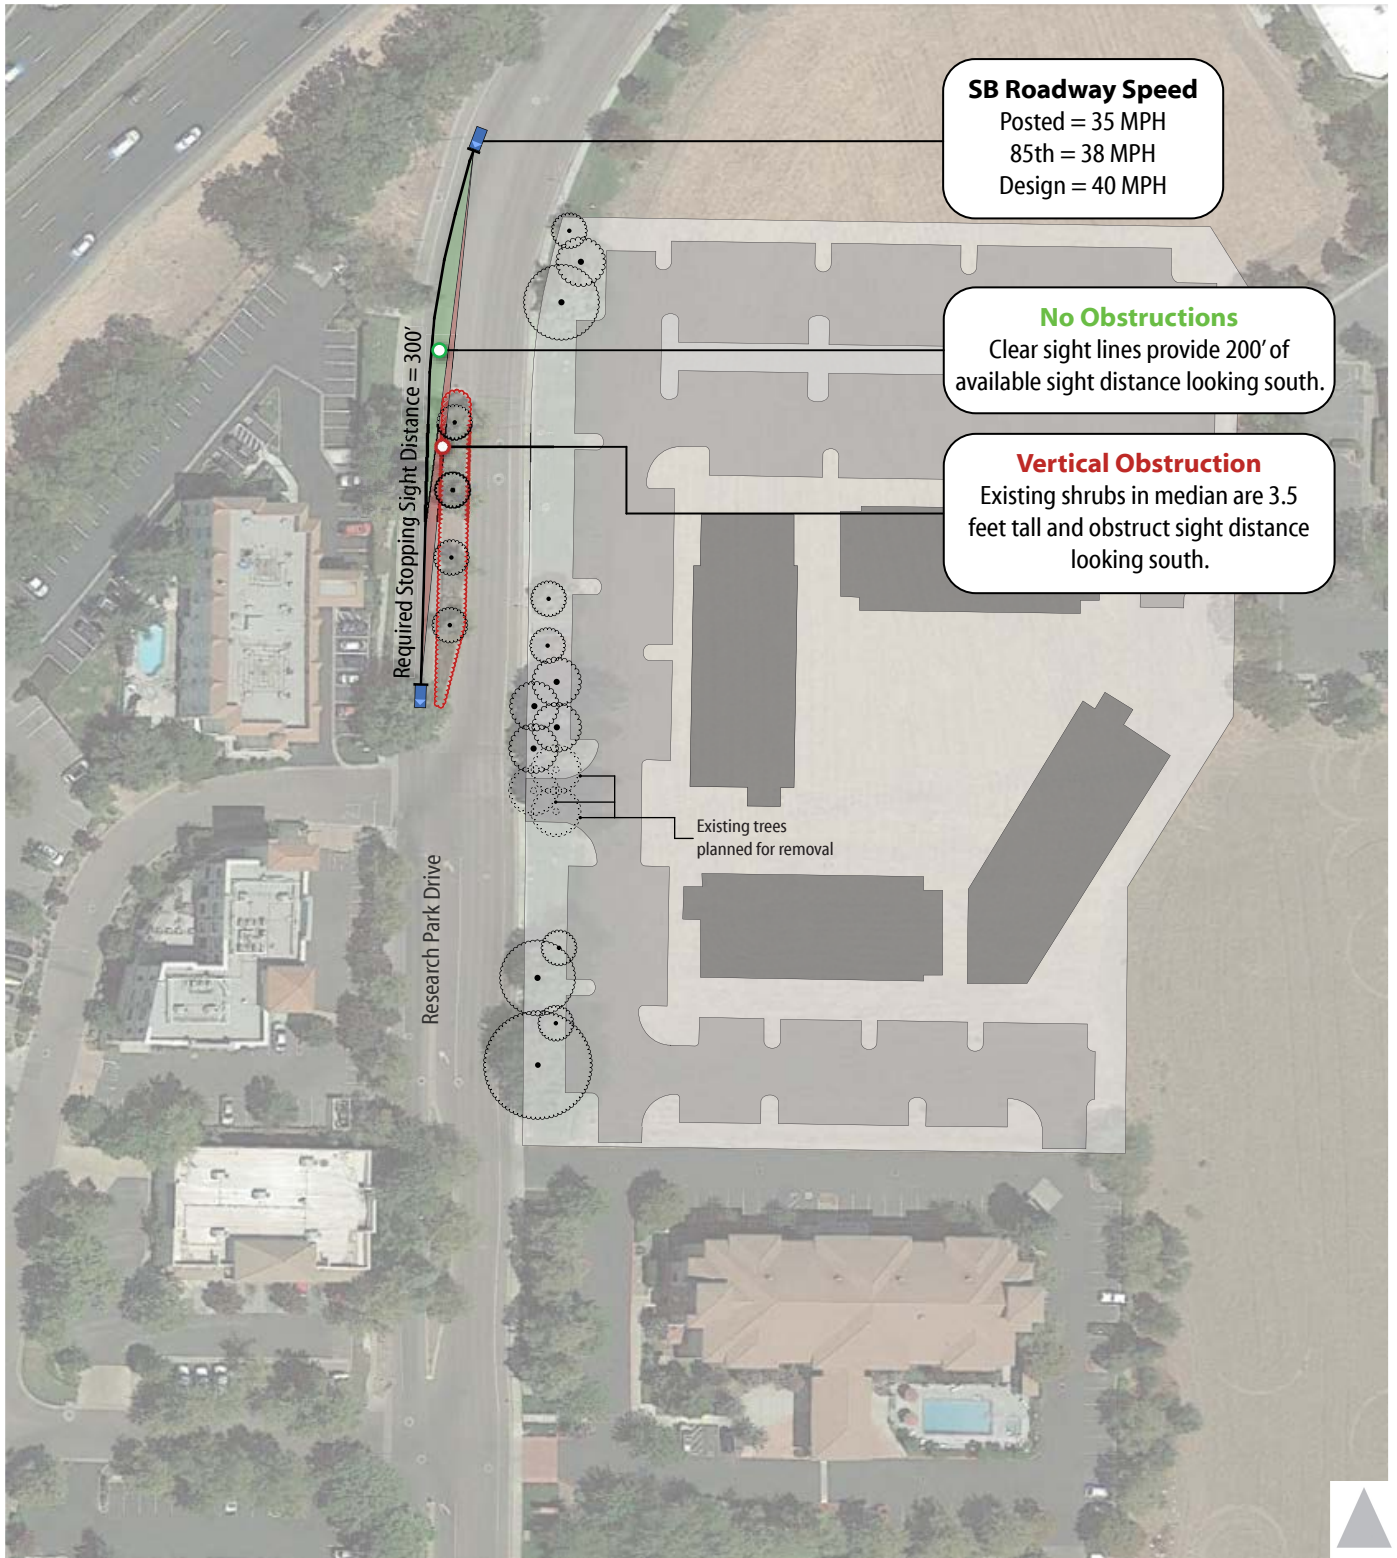 SB Roadway Speed
Posted = 35 MPH
85th = 38 MPH
Design = 40 MPH
No Obstructions
Clear sight lines provide 200’ of
available sight distance looking south.
Required Stopping Sight Distance = 300’
Vertical Obstruction
Existing shrubs in median are 3.5
feet tall and obstruct sight distance
looking south.
Existing trees
planned for removal
Research Park Drive